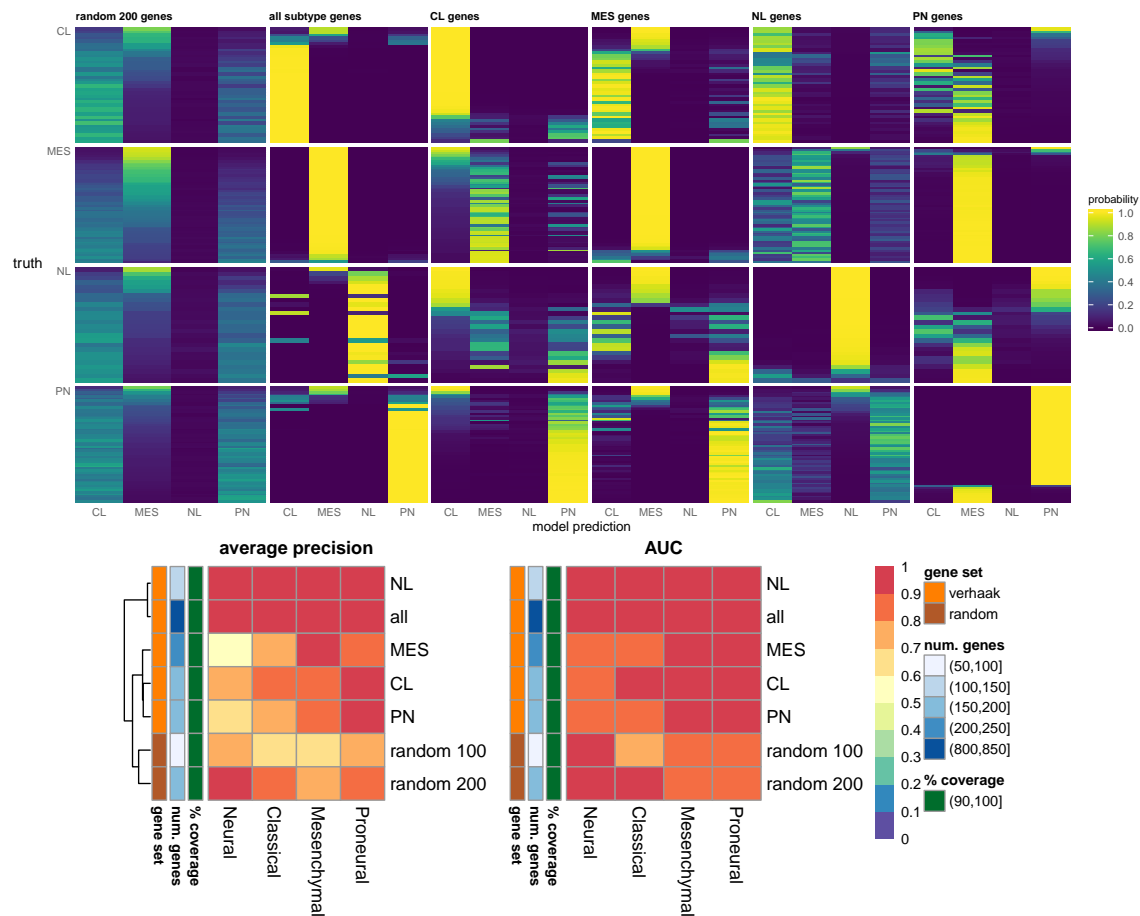 random 200 genes all subtype genes CL genes MES genes NL genes PN genes
CL
MES
NL
PN
truth
probability
1.0
0.8
0.6
0.4
0.2
0.0
CL MES NL PN CL MES NL PN CL MES NL PN CL MES NL PN CL MES NL PN CL MES NL PN
model prediction
average precision
NL
all
MES
CL
PN
random 100
random 200
gene set
num. genes
% coverage
Neural
Classical
Mesenchymal
Proneural
AUC
NL
all
MES
CL
PN
random 100
random 200
gene set
num. genes
% coverage
Neural
Classical
Mesenchymal
Proneural
1
0.9
0.8
0.7
0.6
0.5
0.4
0.3
0.2
0.1
0
gene set
verhaak
random
num. genes
(50,100]
(100,150]
(150,200]
(200,250]
(800,850]
% coverage
(90,100]